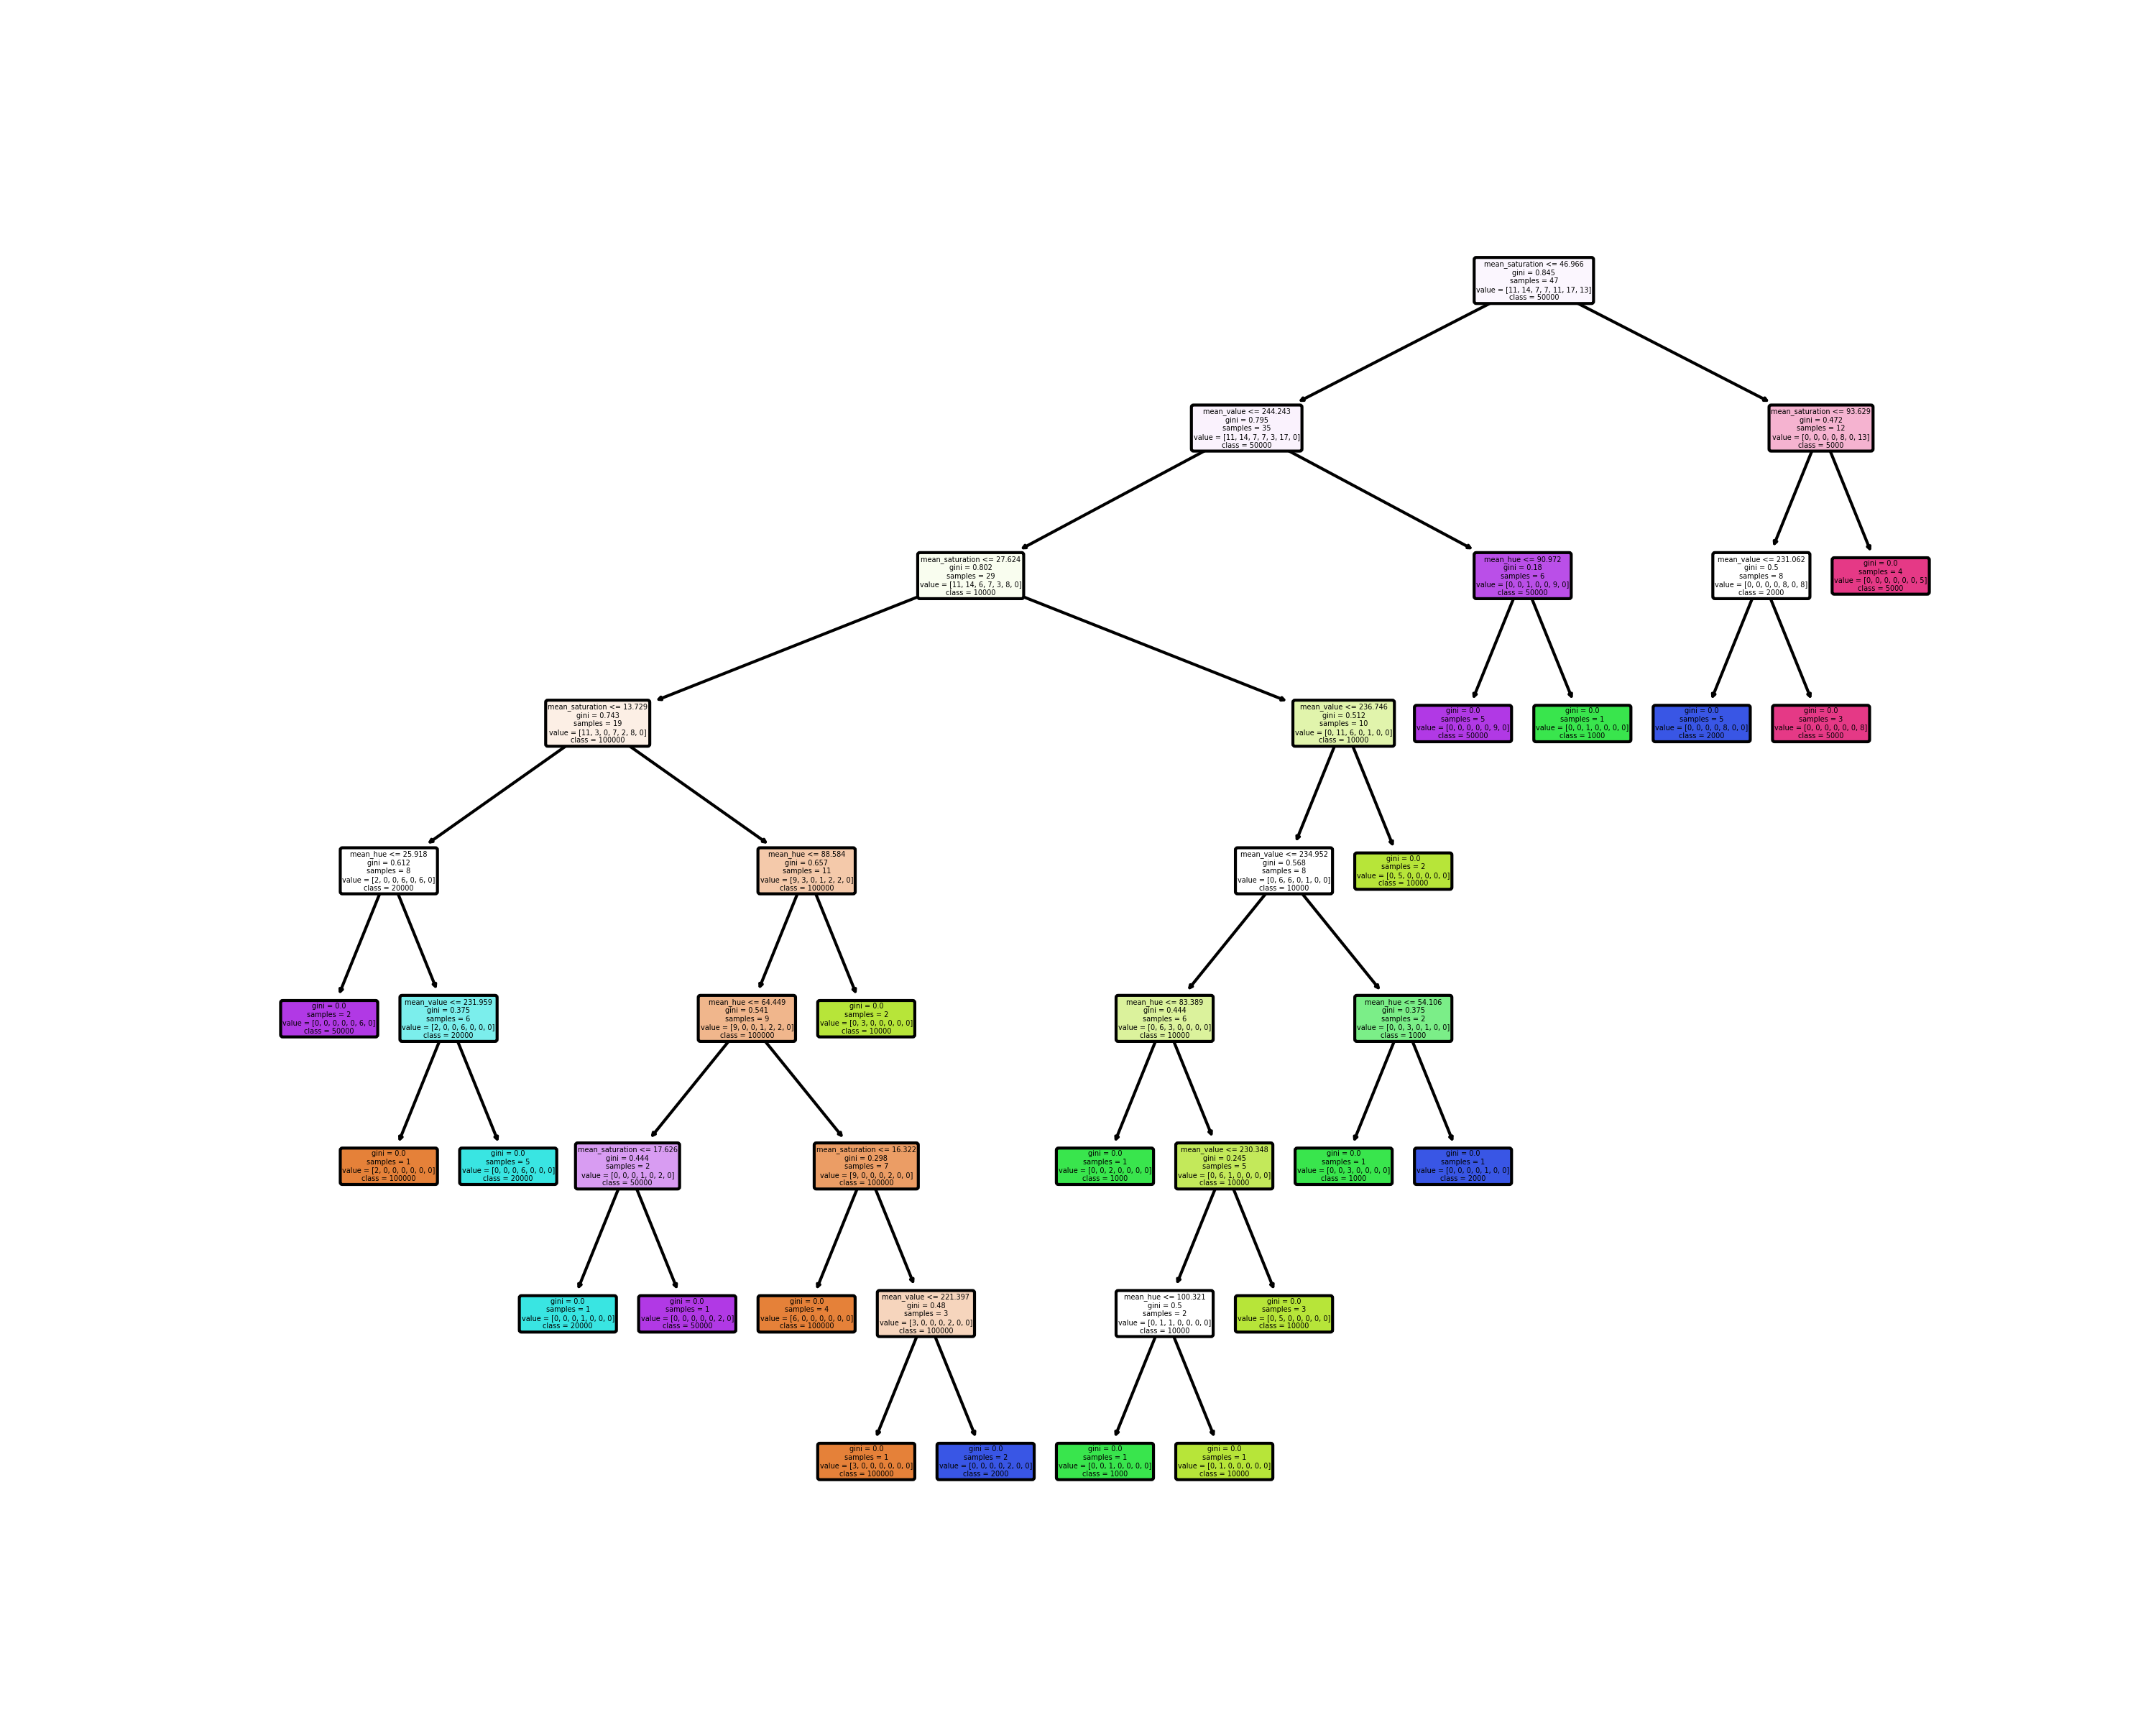 mean_saturation <= 46.966
gini = 0.845
samples = 47
value = [11, 14, 7, 7, 11, 17, 13]
class = 50000
mean_value <= 244.243
gini = 0.795
samples = 35
value = [11, 14, 7, 7, 3, 17, 0]
class = 50000
mean_saturation <= 93.629
gini = 0.472
samples = 12
value = [0, 0, 0, 0, 8, 0, 13]
class = 5000
mean_saturation <= 27.624
gini = 0.802
samples = 29
value = [11, 14, 6, 7, 3, 8, 0]
class = 10000
mean_hue <= 90.972
gini = 0.18
samples = 6
value = [0, 0, 1, 0, 0, 9, 0]
class = 50000
mean_value <= 231.062
gini = 0.5
samples = 8
value = [0, 0, 0, 0, 8, 0, 8]
class = 2000
gini = 0.0
samples = 4
value = [0, 0, 0, 0, 0, 0, 5]
class = 5000
mean_saturation <= 13.729
gini = 0.743
samples = 19
value = [11, 3, 0, 7, 2, 8, 0]
class = 100000
mean_value <= 236.746
gini = 0.512
samples = 10
value = [0, 11, 6, 0, 1, 0, 0]
class = 10000
gini = 0.0
samples = 5
value = [0, 0, 0, 0, 0, 9, 0]
class = 50000
gini = 0.0
samples = 1
value = [0, 0, 1, 0, 0, 0, 0]
class = 1000
gini = 0.0
samples = 5
value = [0, 0, 0, 0, 8, 0, 0]
class = 2000
gini = 0.0
samples = 3
value = [0, 0, 0, 0, 0, 0, 8]
class = 5000
mean_hue <= 25.918
gini = 0.612
samples = 8
value = [2, 0, 0, 6, 0, 6, 0]
class = 20000
mean_hue <= 88.584
gini = 0.657
samples = 11
value = [9, 3, 0, 1, 2, 2, 0]
class = 100000
mean_value <= 234.952
gini = 0.568
samples = 8
value = [0, 6, 6, 0, 1, 0, 0]
class = 10000
gini = 0.0
samples = 2
value = [0, 5, 0, 0, 0, 0, 0]
class = 10000
gini = 0.0
samples = 2
value = [0, 0, 0, 0, 0, 6, 0]
class = 50000
mean_value <= 231.959
gini = 0.375
samples = 6
value = [2, 0, 0, 6, 0, 0, 0]
class = 20000
mean_hue <= 64.449
gini = 0.541
samples = 9
value = [9, 0, 0, 1, 2, 2, 0]
class = 100000
gini = 0.0
samples = 2
value = [0, 3, 0, 0, 0, 0, 0]
class = 10000
mean_hue <= 83.389
gini = 0.444
samples = 6
value = [0, 6, 3, 0, 0, 0, 0]
class = 10000
mean_hue <= 54.106
gini = 0.375
samples = 2
value = [0, 0, 3, 0, 1, 0, 0]
class = 1000
gini = 0.0
samples = 1
value = [2, 0, 0, 0, 0, 0, 0]
class = 100000
gini = 0.0
samples = 5
value = [0, 0, 0, 6, 0, 0, 0]
class = 20000
mean_saturation <= 17.626
gini = 0.444
samples = 2
value = [0, 0, 0, 1, 0, 2, 0]
class = 50000
mean_saturation <= 16.322
gini = 0.298
samples = 7
value = [9, 0, 0, 0, 2, 0, 0]
class = 100000
gini = 0.0
samples = 1
value = [0, 0, 2, 0, 0, 0, 0]
class = 1000
mean_value <= 230.348
gini = 0.245
samples = 5
value = [0, 6, 1, 0, 0, 0, 0]
class = 10000
gini = 0.0
samples = 1
value = [0, 0, 3, 0, 0, 0, 0]
class = 1000
gini = 0.0
samples = 1
value = [0, 0, 0, 0, 1, 0, 0]
class = 2000
gini = 0.0
samples = 1
value = [0, 0, 0, 1, 0, 0, 0]
class = 20000
gini = 0.0
samples = 1
value = [0, 0, 0, 0, 0, 2, 0]
class = 50000
gini = 0.0
samples = 4
value = [6, 0, 0, 0, 0, 0, 0]
class = 100000
mean_value <= 221.397
gini = 0.48
samples = 3
value = [3, 0, 0, 0, 2, 0, 0]
class = 100000
mean_hue <= 100.321
gini = 0.5
samples = 2
value = [0, 1, 1, 0, 0, 0, 0]
class = 10000
gini = 0.0
samples = 3
value = [0, 5, 0, 0, 0, 0, 0]
class = 10000
gini = 0.0
samples = 1
value = [3, 0, 0, 0, 0, 0, 0]
class = 100000
gini = 0.0
samples = 2
value = [0, 0, 0, 0, 2, 0, 0]
class = 2000
gini = 0.0
samples = 1
value = [0, 0, 1, 0, 0, 0, 0]
class = 1000
gini = 0.0
samples = 1
value = [0, 1, 0, 0, 0, 0, 0]
class = 10000